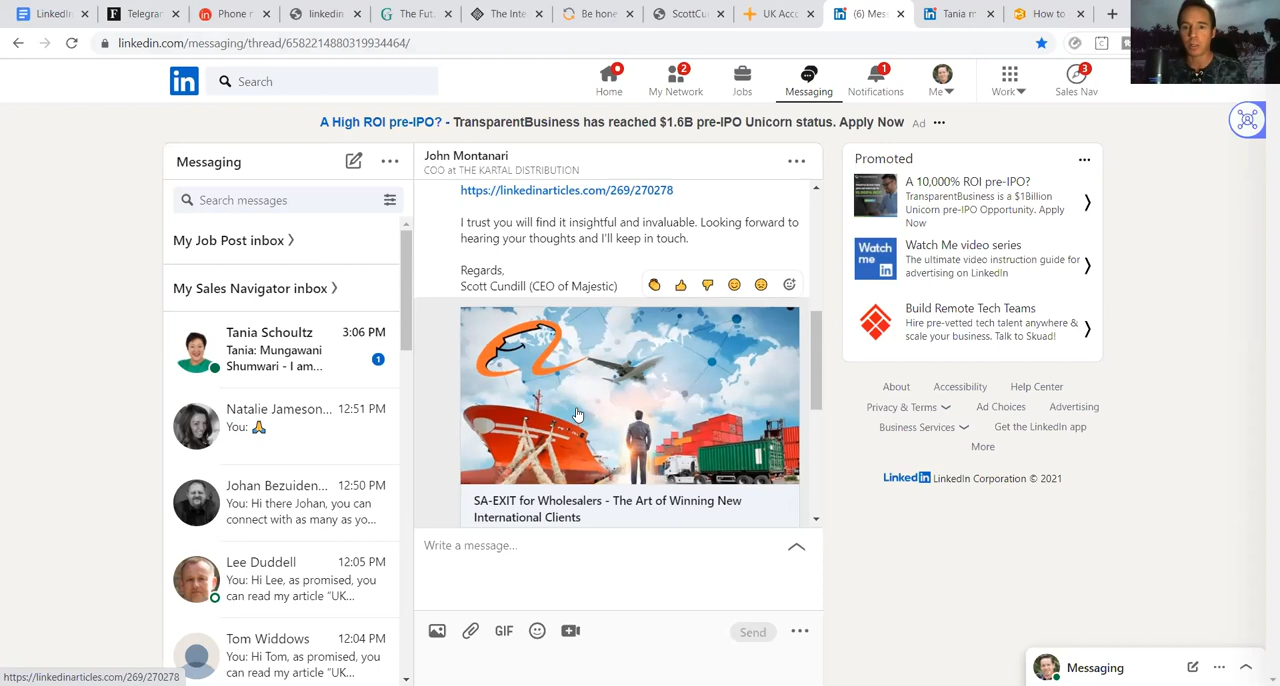 LinkedIn
Telegram
Phone n
linkedin
The Fut
The Inte
Be hone
ScottCu
UK Acc
(6) Mess
Tania m
How to
linkedin.com/messaging/thread/6582214880319934464/
in
Search
Home
2
My Network
Jobs
Messaging
1
Notifications
Me
Work
3
Sales Nav
A High ROI pre-IPO? - TransparentBusiness has reached $1.6B pre-IPO Unicorn status. Apply Now Ad
Messaging
Search messages
My Job Post inbox
My Sales Navigator inbox
Tania Schoultz 3:06 PM
Tania: Mungawani
Shumwari - I am...
1
Natalie Jameson... 12:51 PM
You: 🙏
Johan Bezuiden... 12:50 PM
You: Hi there Johan, you can
connect with as many as yo...
Lee Duddell 12:05 PM
You: Hi Lee, as promised, you
can read my article "UK...
Tom Widdows 12:04 PM
You: Hi Tom, as promised, you
can read my article "UK...
https://linkedinarticles.com/269/270278
John Montanari
COO at THE KARTAL DISTRIBUTION
https://linkedinarticles.com/269/270278
I trust you will find it insightful and invaluable. Looking forward to
hearing your thoughts and I'll keep in touch.
Regards,
Scott Cundill (CEO of Majestic)
SA-EXIT for Wholesalers - The Art of Winning New
International Clients
Write a message...
GIF
Send
Promoted
A 10,000% ROI pre-IPO?
TransparentBusiness is a $1Billion
Unicorn pre-IPO Opportunity. Apply
Now
Watch
me
in
Watch Me video series
The ultimate video instruction guide for
advertising on LinkedIn
Build Remote Tech Teams
Hire pre-vetted tech talent anywhere &
scale your business. Talk to Skuad!
About Accessibility Help Center
Privacy & Terms Ad Choices Advertising
Business Services Get the LinkedIn app
More
LinkedIn LinkedIn Corporation © 2021
Messaging